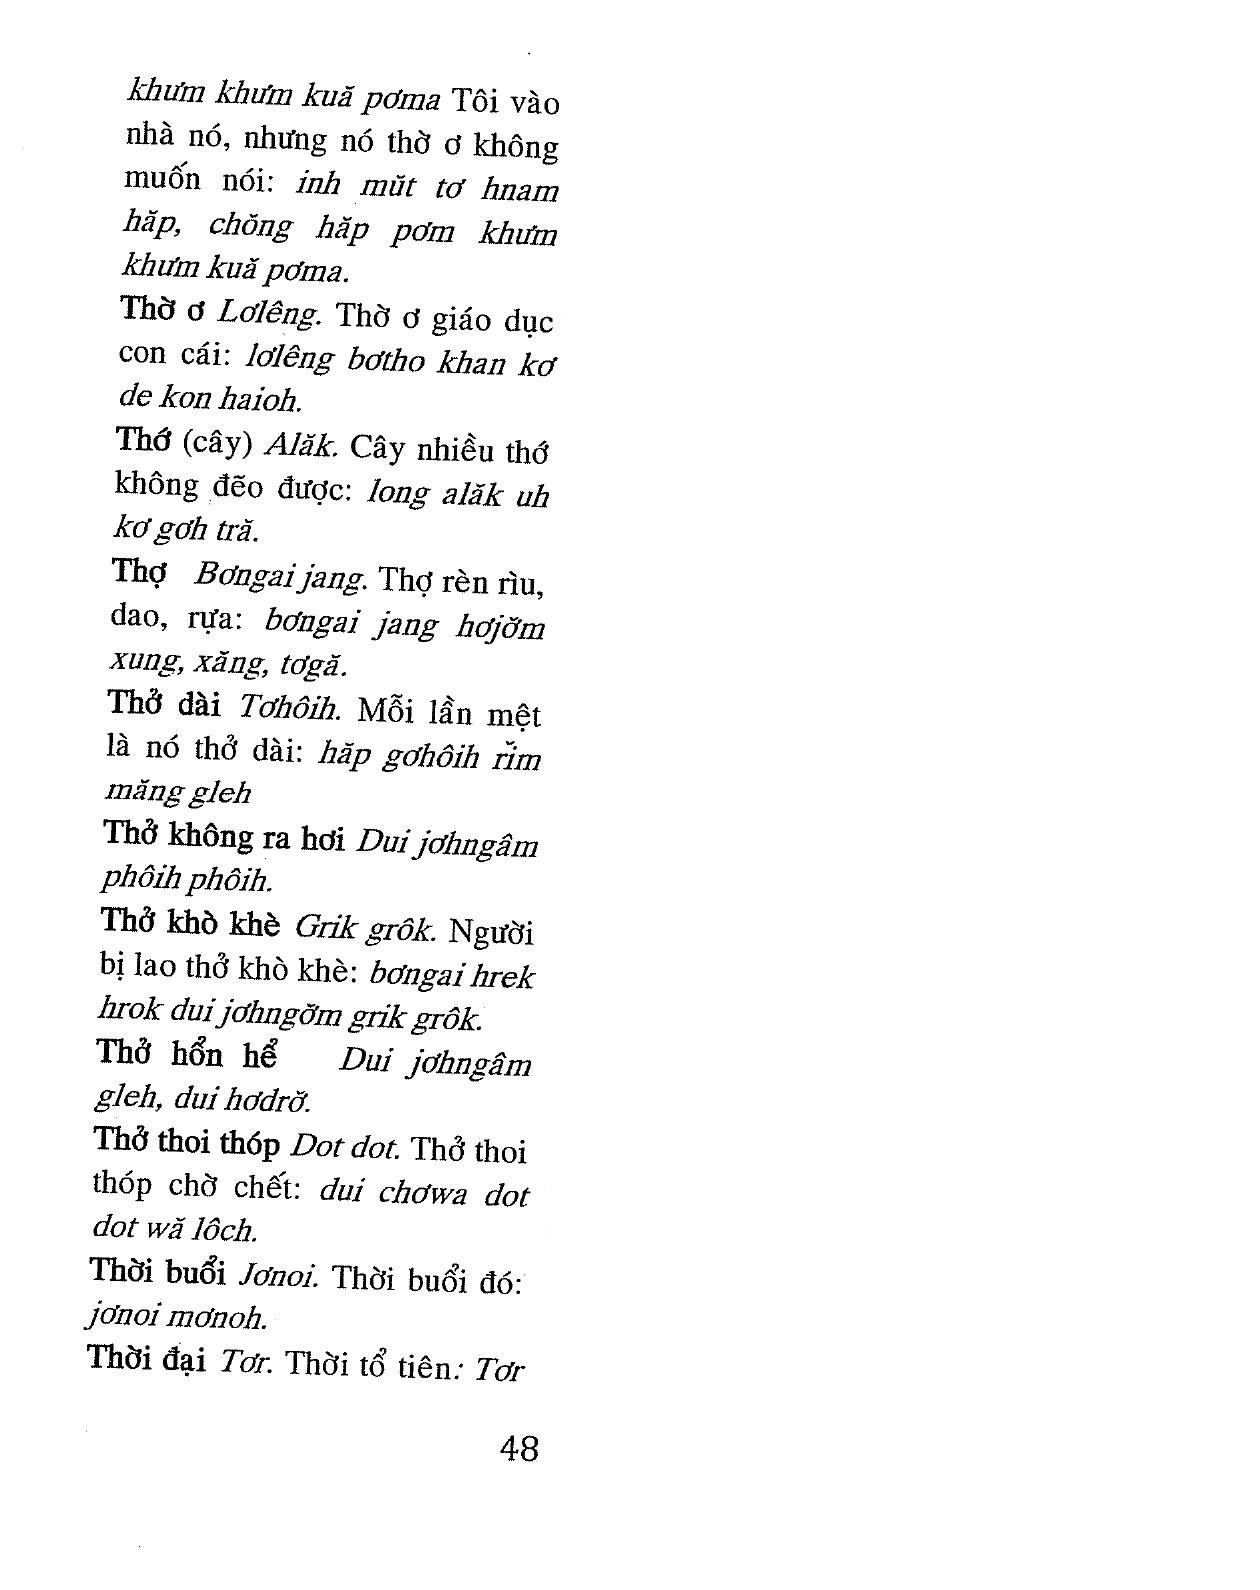 khưm khưm kuă pơma Tôi vào
nhà nó, nhưng nó thờ ơ không
muốn nói: inh mŭt tơ hnam
hăp, chŏng hăp pơm khưm
khưm kuă pơma.
Thờ ơ Lơlêng. Thờ ơ giáo dục
con cái: lơlêng bơtho khan kơ
de kon haioh.
Thớ (cây) Alăk. Cây nhiều thớ
không đẽo được: long alăk uh
kơ gơh tră.
Thợ Bơngai jang. Thợ rèn rìu,
dao, rựa: bơngai jang hơjơ̆m
xung, xăng, tơgă.
Thở dài Tơhôih. Mỗi lần mệt
là nó thở dài: hăp gơhôih rĭm
măng gleh
Thở không ra hơi Dui jơhngâm
phôih phôih.
Thở khò khè Grik grôk. Người
bị lao thở khò khè: bơngai hrek
hrok dui jơhngơ̆m grik grôk.
Thở hổn hể Dui jơhngâm
gleh, dui hơdrơ̆.
Thở thoi thóp Dot dot. Thở thoi
thóp chờ chết: dui chơwa dot
dot wă lôch.
Thời buổi Jơnoi. Thời buổi đó:
jơnoi mơnoh.
Thời đại Tơr. Thời tổ tiên: Tơr
48